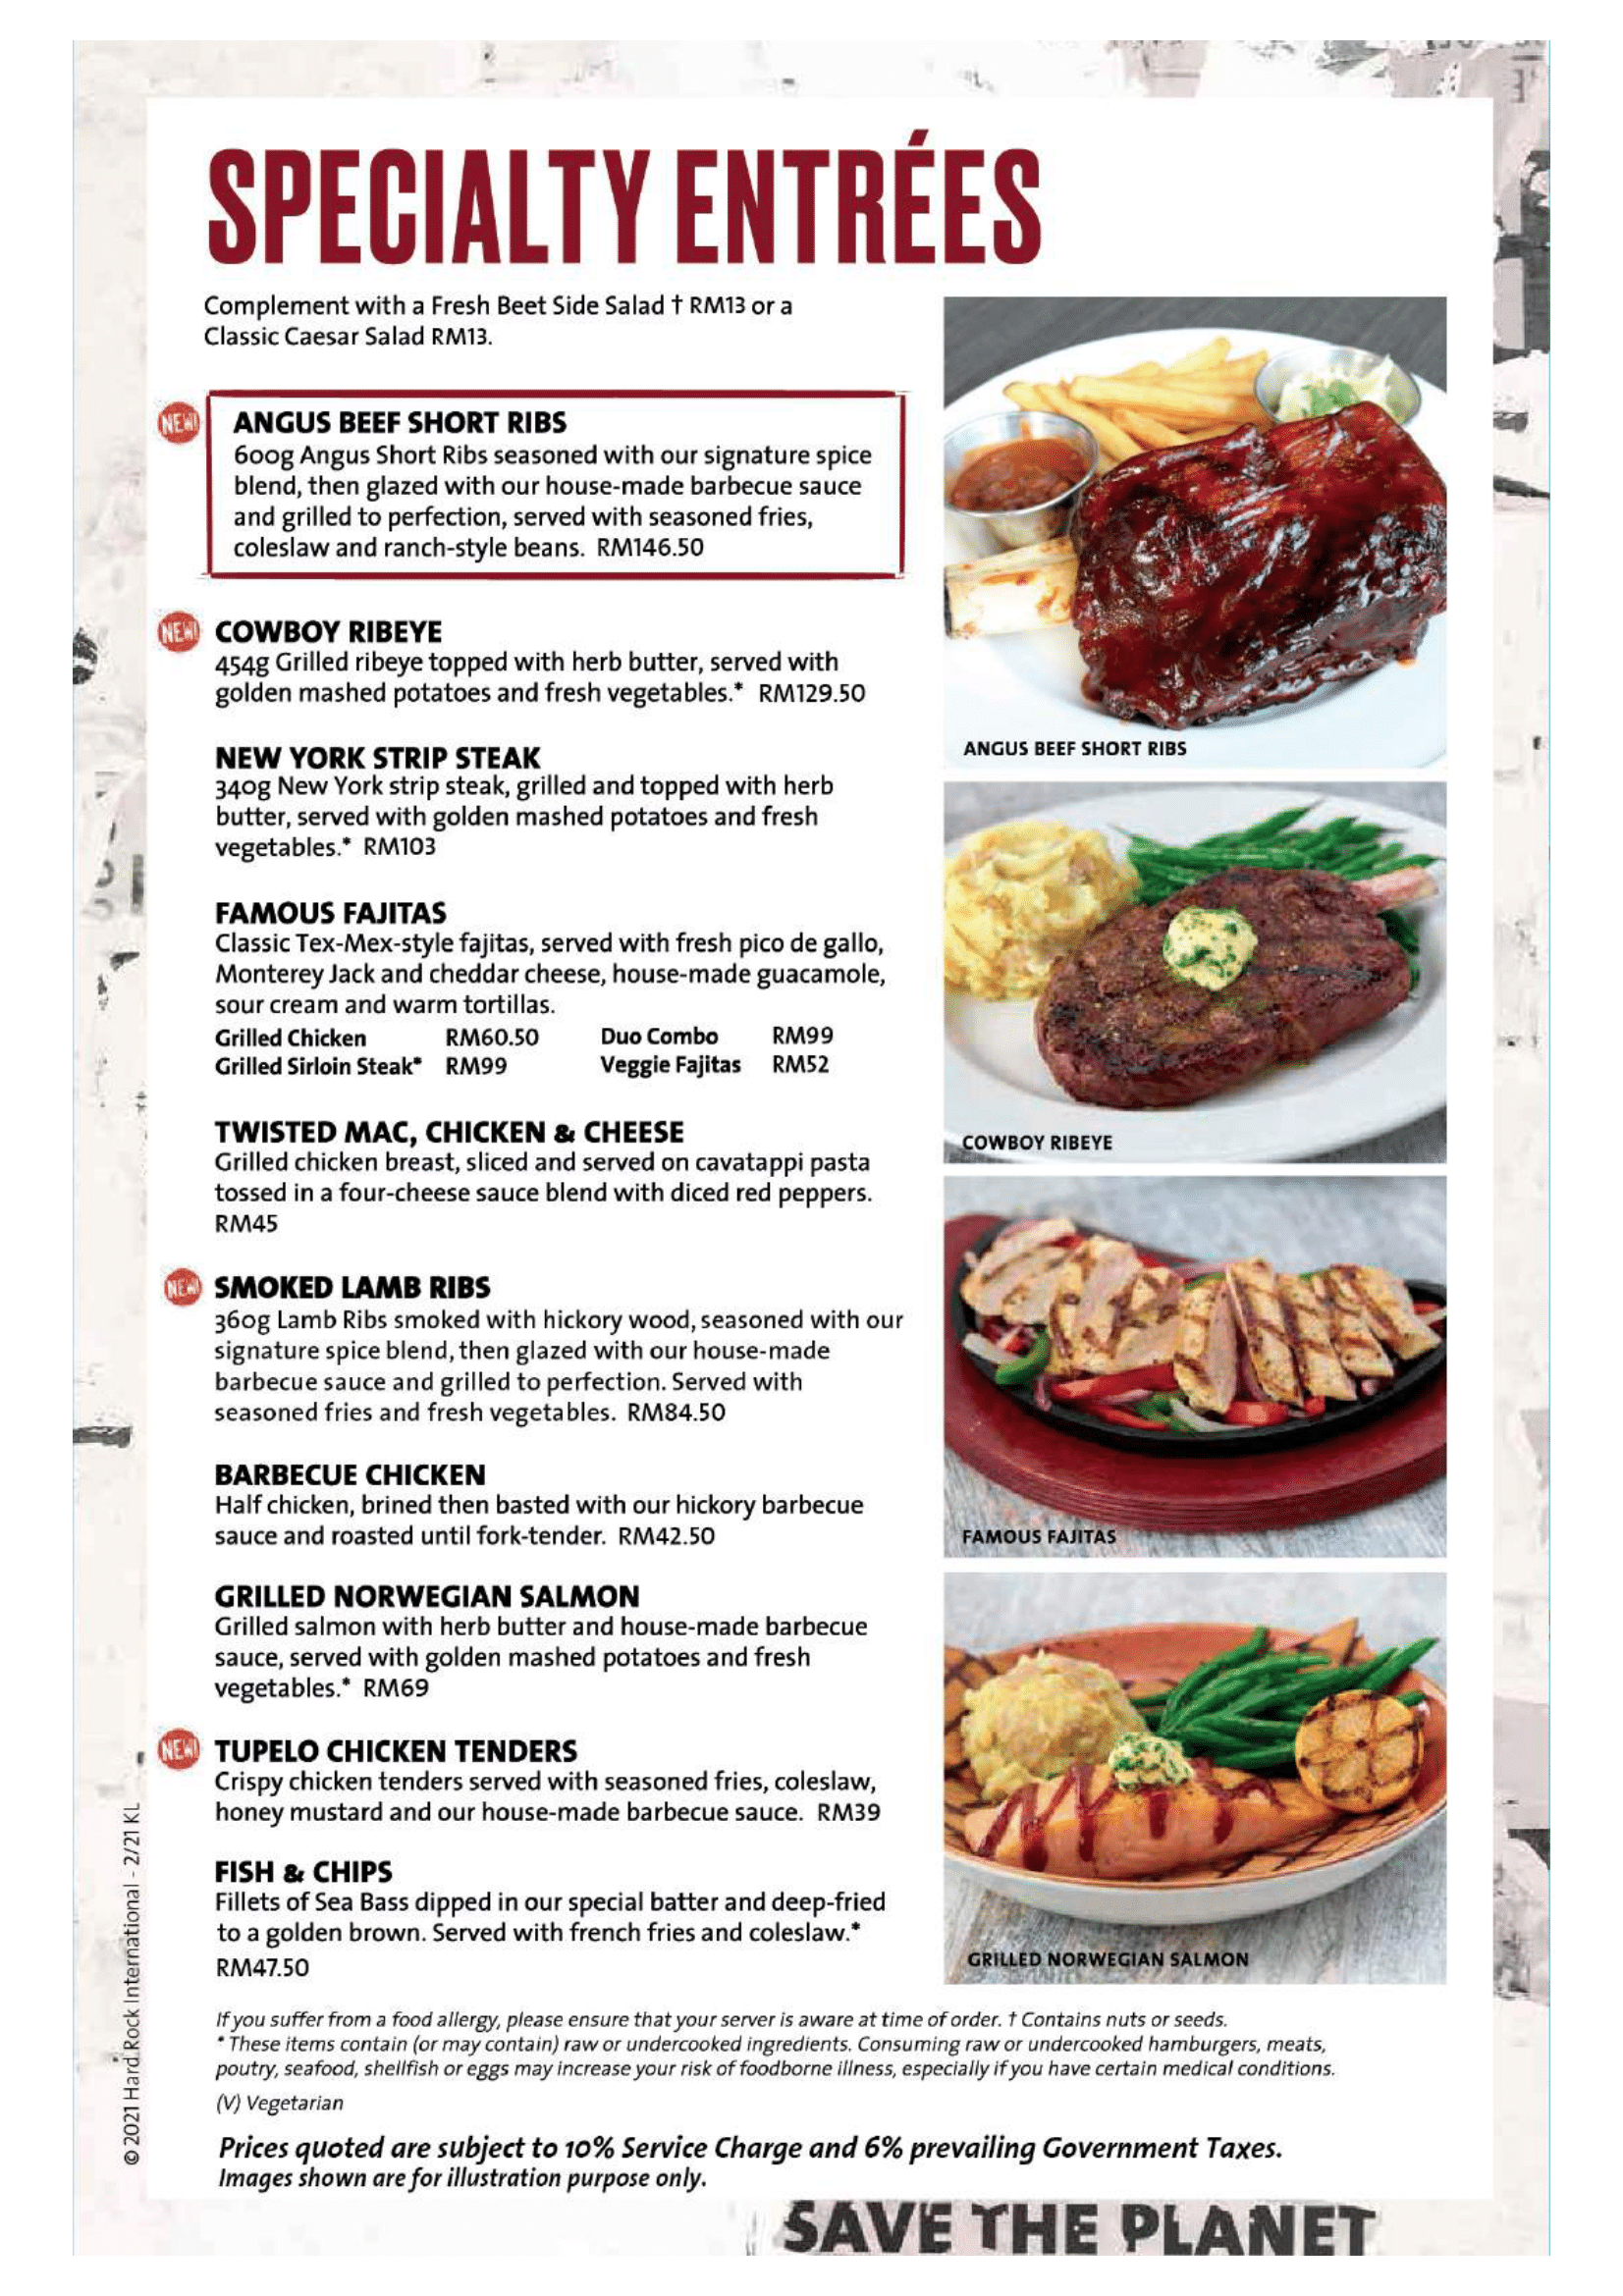 SPECIALTY ENTRÉES
Complement with a Fresh Beet Side Salad † RM13 or a
Classic Caesar Salad RM13.
NEW!
ANGUS BEEF SHORT RIBS
600g Angus Short Ribs seasoned with our signature spice
blend, then glazed with our house-made barbecue sauce
and grilled to perfection, served with seasoned fries,
coleslaw and ranch-style beans. RM146.50
NEW!
COWBOY RIBEYE
454g Grilled ribeye topped with herb butter, served with
golden mashed potatoes and fresh vegetables.* RM129.50
NEW YORK STRIP STEAK
340g New York strip steak, grilled and topped with herb
butter, served with golden mashed potatoes and fresh
vegetables.* RM103
FAMOUS FAJITAS
Classic Tex-Mex-style fajitas, served with fresh pico de gallo,
Monterey Jack and cheddar cheese, house-made guacamole,
sour cream and warm tortillas.
Grilled Chicken RM60.50 Duo Combo RM99
Grilled Sirloin Steak* RM99 Veggie Fajitas RM52
TWISTED MAC, CHICKEN & CHEESE
Grilled chicken breast, sliced and served on cavatappi pasta
tossed in a four-cheese sauce blend with diced red peppers.
RM45
NEW!
SMOKED LAMB RIBS
360g Lamb Ribs smoked with hickory wood, seasoned with our
signature spice blend, then glazed with our house-made
barbecue sauce and grilled to perfection. Served with
seasoned fries and fresh vegetables. RM84.50
BARBECUE CHICKEN
Half chicken, brined then basted with our hickory barbecue
sauce and roasted until fork-tender. RM42.50
GRILLED NORWEGIAN SALMON
Grilled salmon with herb butter and house-made barbecue
sauce, served with golden mashed potatoes and fresh
vegetables.* RM69
NEW!
TUPELO CHICKEN TENDERS
Crispy chicken tenders served with seasoned fries, coleslaw,
honey mustard and our house-made barbecue sauce. RM39
FISH & CHIPS
Fillets of Sea Bass dipped in our special batter and deep-fried
to a golden brown. Served with french fries and coleslaw.*
RM47.50
ANGUS BEEF SHORT RIBS
COWBOY RIBEYE
FAMOUS FAJITAS
GRILLED NORWEGIAN SALMON
If you suffer from a food allergy, please ensure that your server is aware at time of order. † Contains nuts or seeds.
* These items contain (or may contain) raw or undercooked ingredients. Consuming raw or undercooked hamburgers, meats,
poutry, seafood, shellfish or eggs may increase your risk of foodborne illness, especially if you have certain medical conditions.
(V) Vegetarian
Prices quoted are subject to 10% Service Charge and 6% prevailing Government Taxes.
Images shown are for illustration purpose only.
© 2021 Hard Rock International - 2/21 KL
SAVE THE PLANET